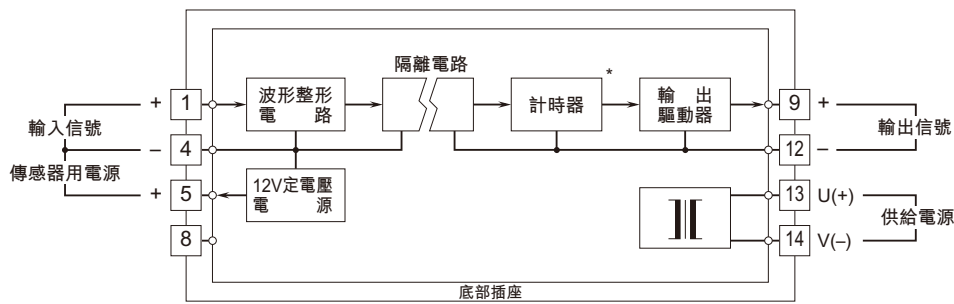 隔離電路
*
+ 1
波形整形
電　路
計時器
輸　出
驅動器
9 +
輸入信號
輸出信號
– 4
12 –
傳感器用電源
+ 5
12V定電壓
電　源
13 U(+)
供給電源
8
14 V(–)
底部插座